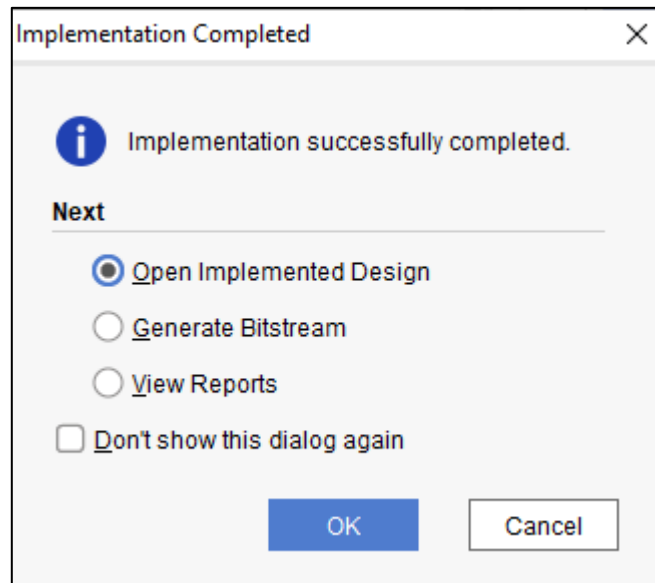 Implementation Completed
Implementation successfully completed.
Next
Open Implemented Design
Generate Bitstream
View Reports
Don't show this dialog again
OK
Cancel